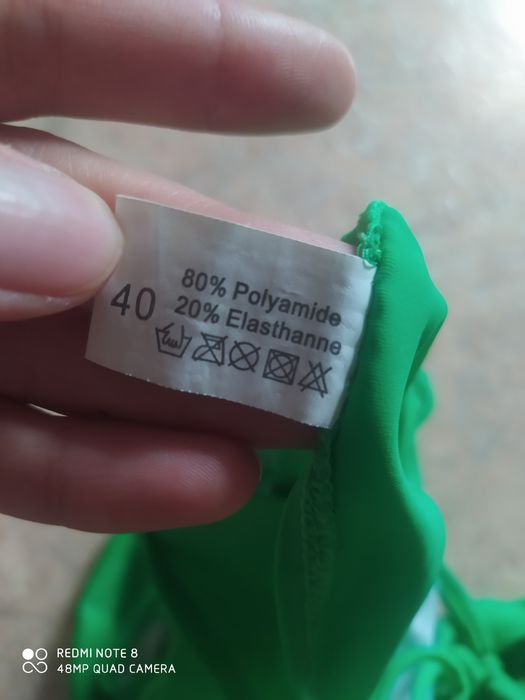 40
80% Polyamide
20% Elasthanne
REDMI NOTE 8
48MP QUAD CAMERA